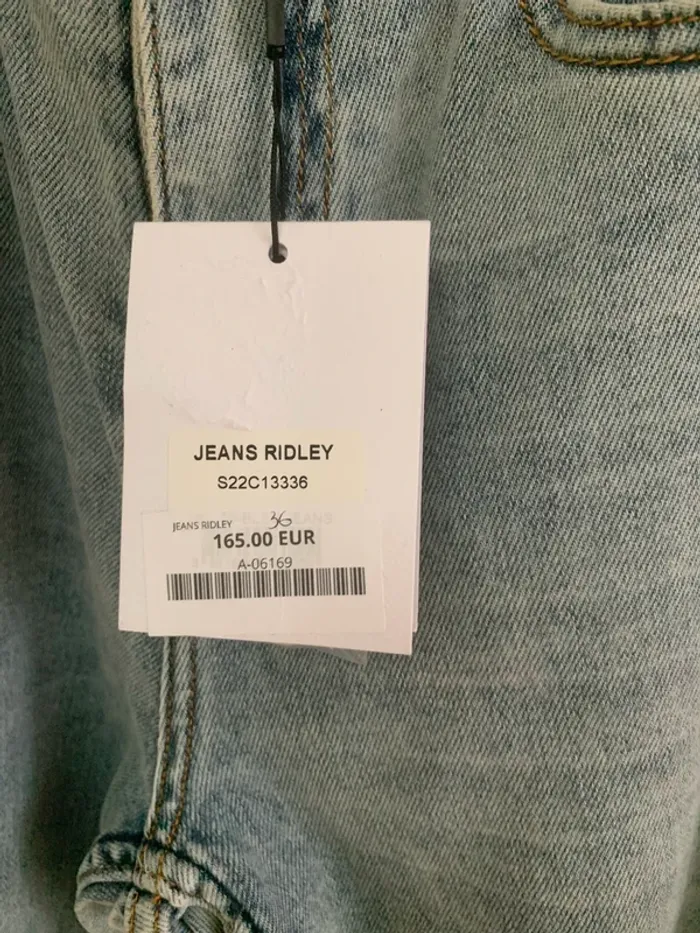 JEANS RIDLEY
S22C13336
JEANS RIDLEY 36
165.00 EUR
A-06169